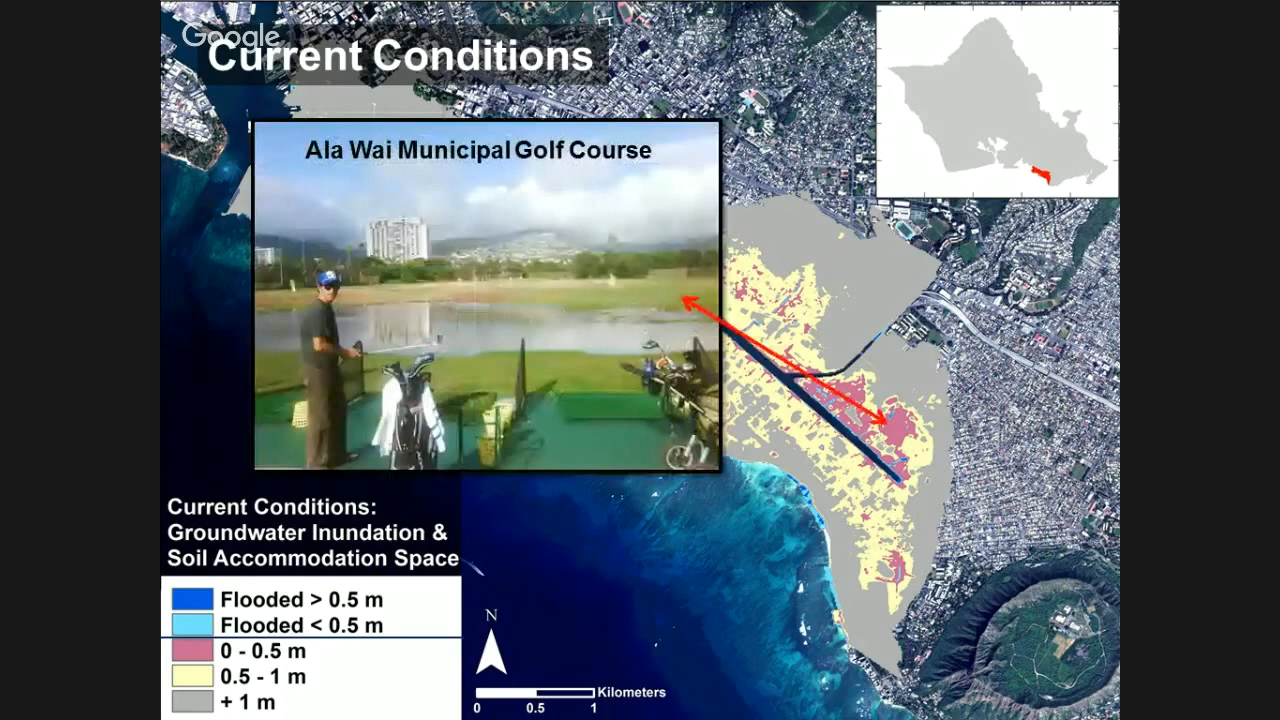 Google
Current Conditions
Ala Wai Municipal Golf Course
Current Conditions:
Groundwater Inundation &
Soil Accommodation Space
Flooded > 0.5 m
Flooded < 0.5 m
0 - 0.5 m
0.5 - 1 m
+ 1 m
N
Kilometers
0 0.5 1